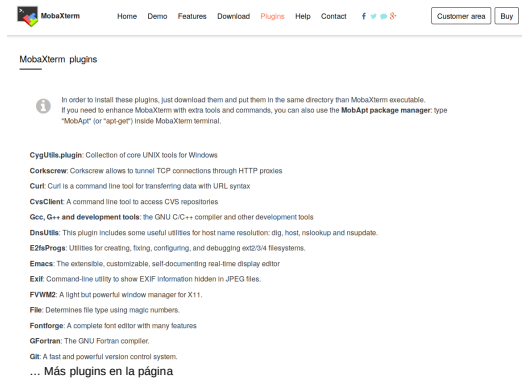 MobaXterm Home Demo Features Download Plugins Help Contact Customer area Buy
MobaXterm plugins
In order to install these plugins, just download them and put them in the same directory than MobaXterm executable.
If you need to enhance MobaXterm with extra tools and commands, you can also use the MobApt package manager: type
"MobApt" (or "apt-get") inside MobaXterm terminal.
CygUtils.plugin: Collection of core UNIX tools for Windows
Corkscrew: Corkscrew allows to tunnel TCP connections through HTTP proxies
Curl: Curl is a command line tool for transferring data with URL syntax
CvsClient: A command line tool to access CVS repositories
Gcc, G++ and development tools: the GNU C/C++ compiler and other development tools
DnsUtils: This plugin includes some useful utilities for host name resolution: dig, host, nslookup and nsupdate.
E2fsProgs: Utilities for creating, fixing, configuring, and debugging ext2/3/4 filesystems.
Emacs: The extensible, customizable, self-documenting real-time display editor
Exif: Command-line utility to show EXIF information hidden in JPEG files.
FVWM2: A light but powerful window manager for X11.
File: Determines file type using magic numbers.
Fontforge: A complete font editor with many features
GFortran: The GNU Fortran compiler.
Git: A fast and powerful version control system.
... Más plugins en la página